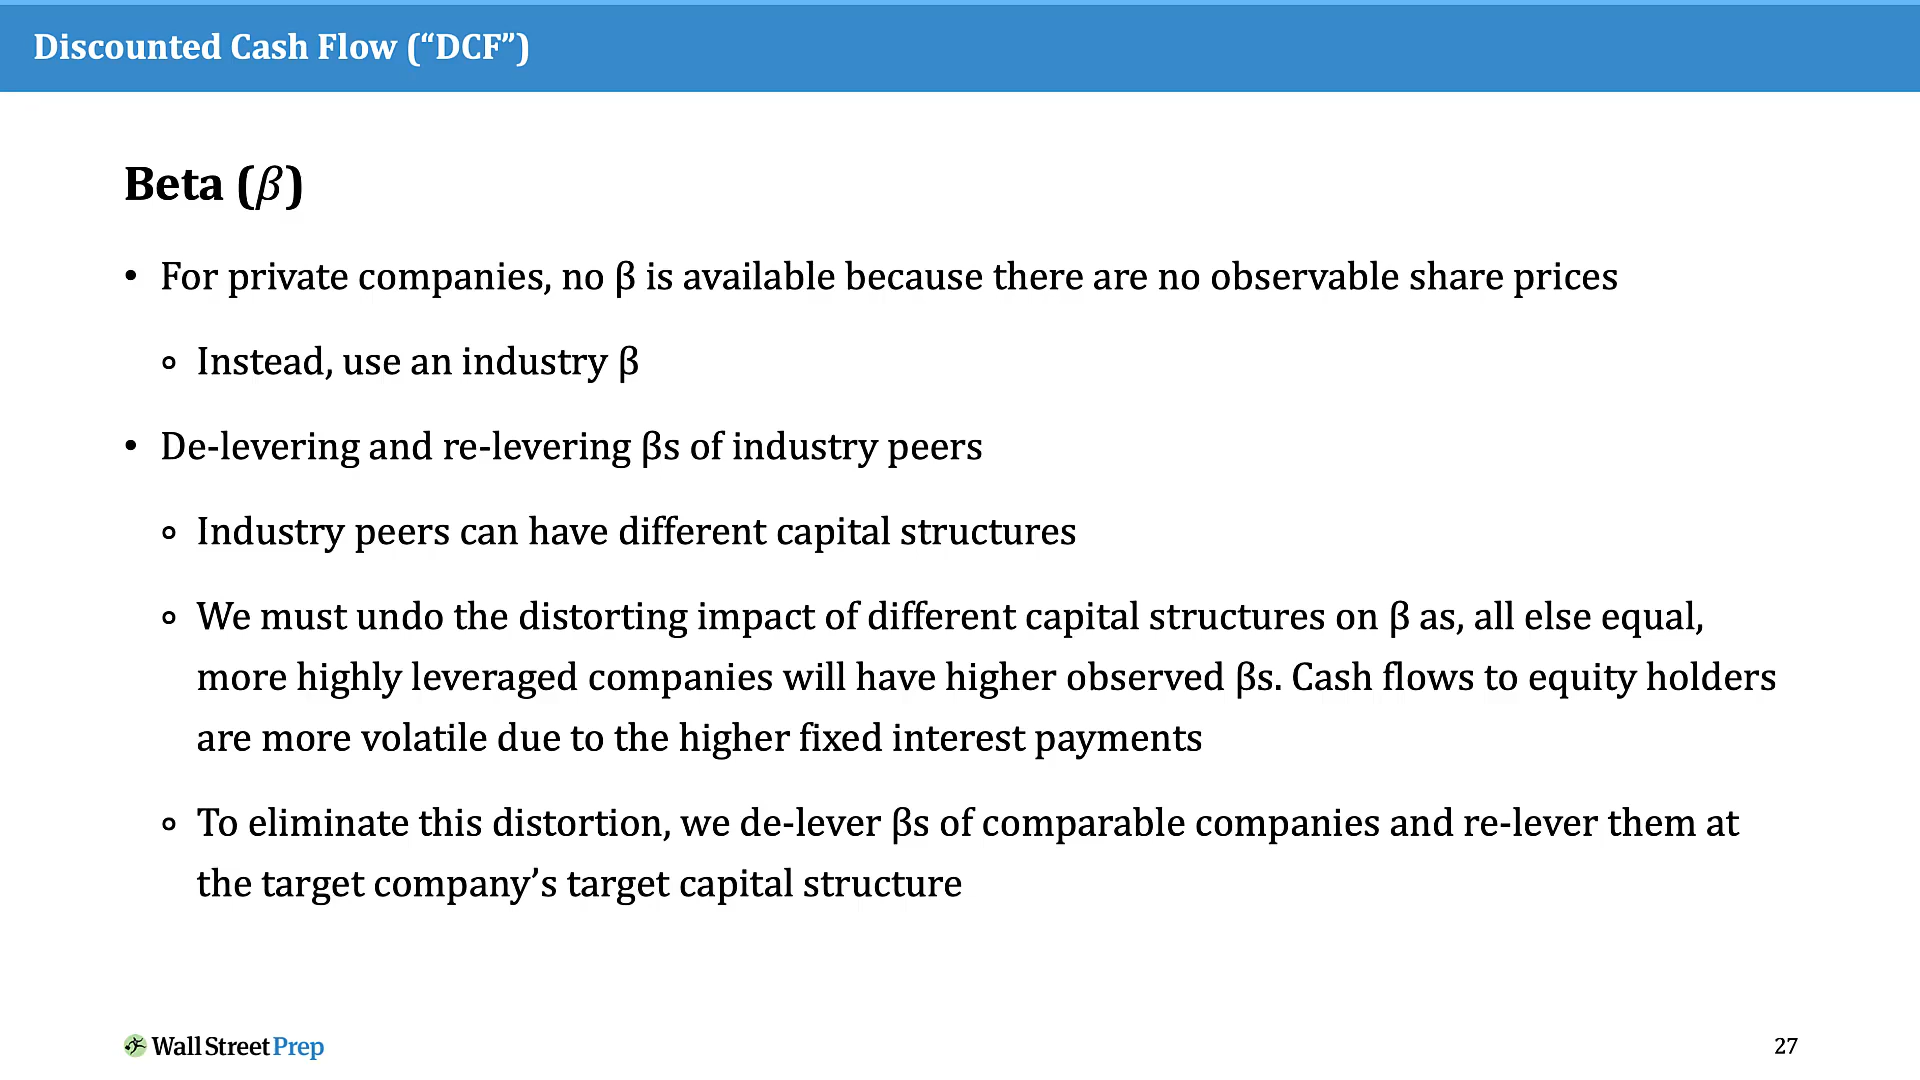 Discounted Cash Flow (“DCF”)
Beta (β)
• For private companies, no β is available because there are no observable share prices
∘ Instead, use an industry β
• De-levering and re-levering βs of industry peers
∘ Industry peers can have different capital structures
∘ We must undo the distorting impact of different capital structures on β as, all else equal,
more highly leveraged companies will have higher observed βs. Cash flows to equity holders
are more volatile due to the higher fixed interest payments
∘ To eliminate this distortion, we de-lever βs of comparable companies and re-lever them at
the target company’s target capital structure
Wall Street Prep
27